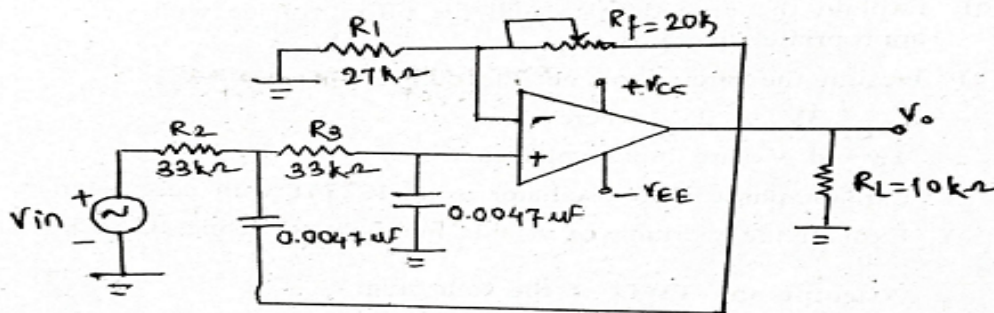 R1
Rf=20k
27kΩ
+Vcc
R2
R3
-
Vo
33kΩ
33kΩ
+
-VEE
RL=10kΩ
+
Vin
~
-
0.0047uF
0.0047uF